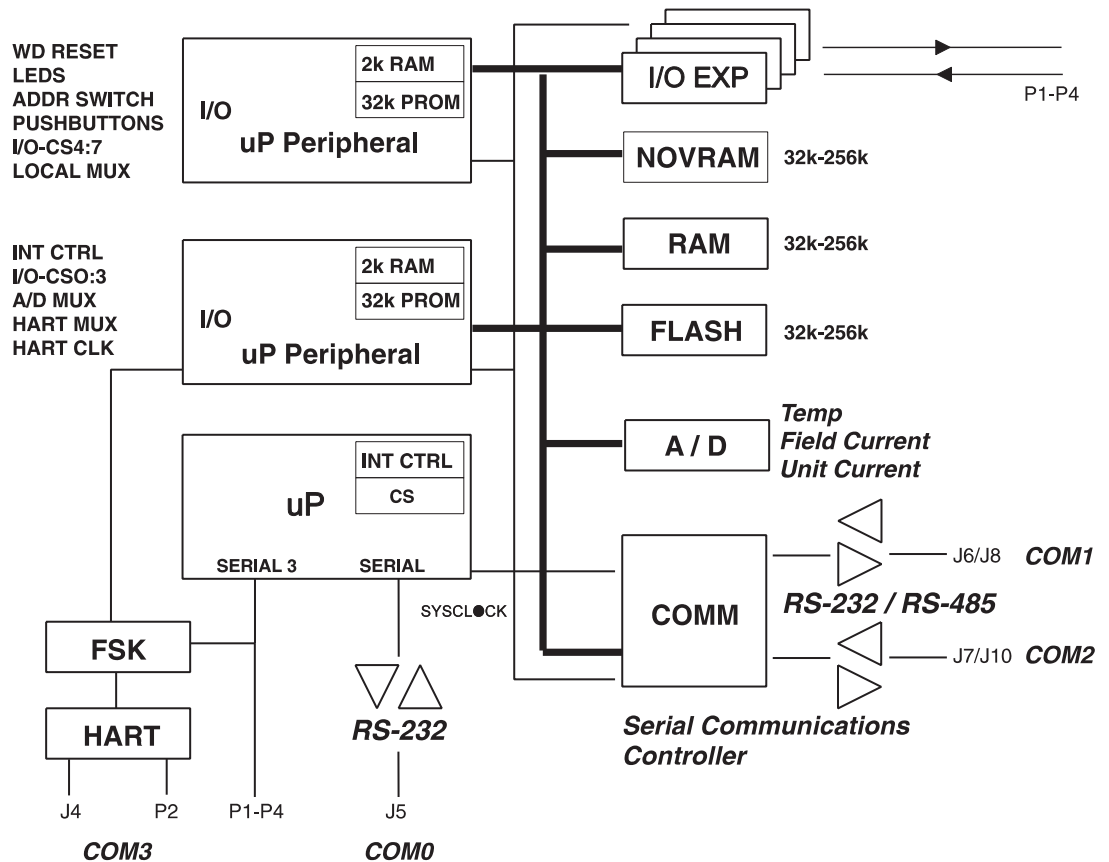 WD RESET
LEDS
ADDR SWITCH
PUSHBUTTONS
I/O-CS4:7
LOCAL MUX
I/O
2k RAM
32k PROM
uP Peripheral
I/O EXP
P1-P4
NOVRAM
32k-256k
RAM
32k-256k
INT CTRL
I/O-CSO:3
A/D MUX
HART MUX
HART CLK
I/O
2k RAM
32k PROM
uP Peripheral
FLASH
32k-256k
A / D
Temp
Field Current
Unit Current
uP
INT CTRL
CS
SERIAL 3
SERIAL
SYSCLOCK
COMM
J6/J8
COM1
RS-232 / RS-485
J7/J10
COM2
Serial Communications
Controller
FSK
HART
RS-232
J4
P2
P1-P4
J5
COM3
COM0